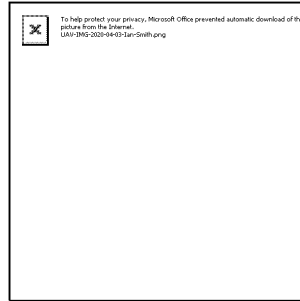 To help protect your privacy, Microsoft Office prevented automatic download of th
picture from the Internet.
UAV-IMG-2020-04-03-Ian-Smith.png